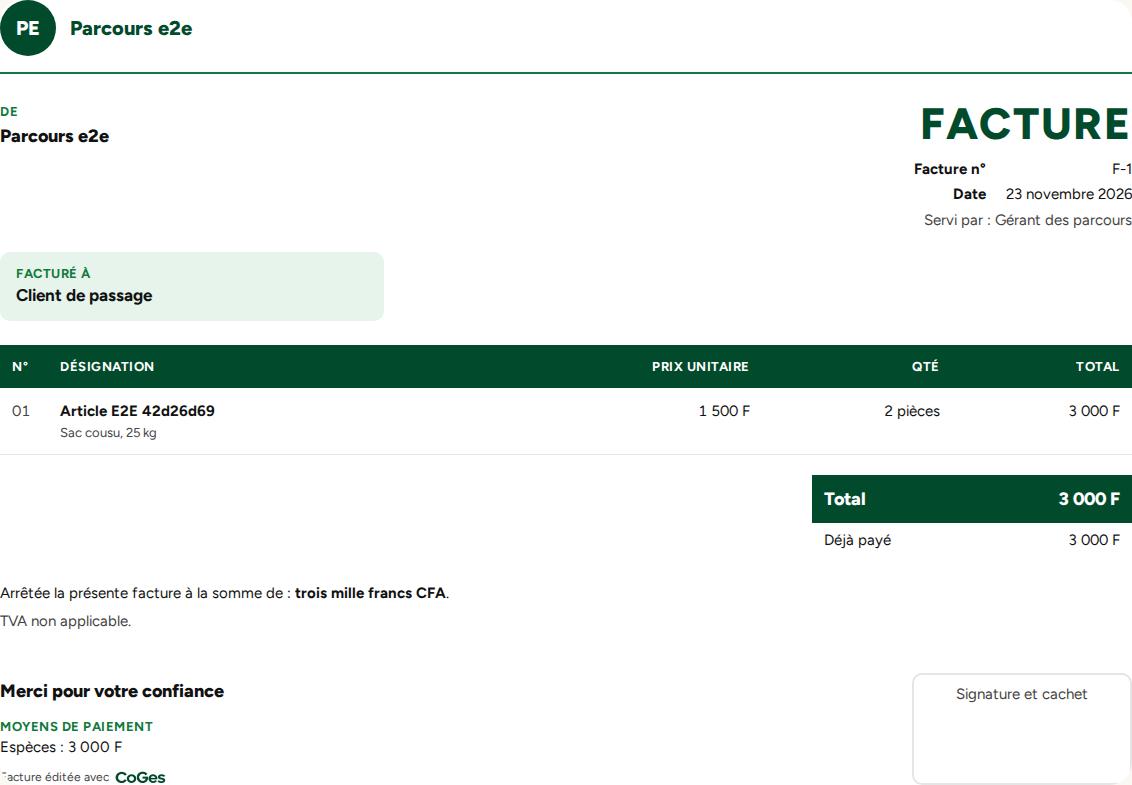 PE
Parcours e2e
DE
Parcours e2e
FACTURE
Facture n° F-1
Date 23 novembre 2026
Servi par : Gérant des parcours
FACTURÉ À
Client de passage
N° DÉSIGNATION PRIX UNITAIRE QTÉ TOTAL
01 Article E2E 42d26d69 1 500 F 2 pièces 3 000 F
Sac cousu, 25 kg
Total 3 000 F
Déjà payé 3 000 F
Arrêtée la présente facture à la somme de : trois mille francs CFA.
TVA non applicable.
Merci pour votre confiance
MOYENS DE PAIEMENT
Espèces : 3 000 F
Facture éditée avec CoGes
Signature et cachet